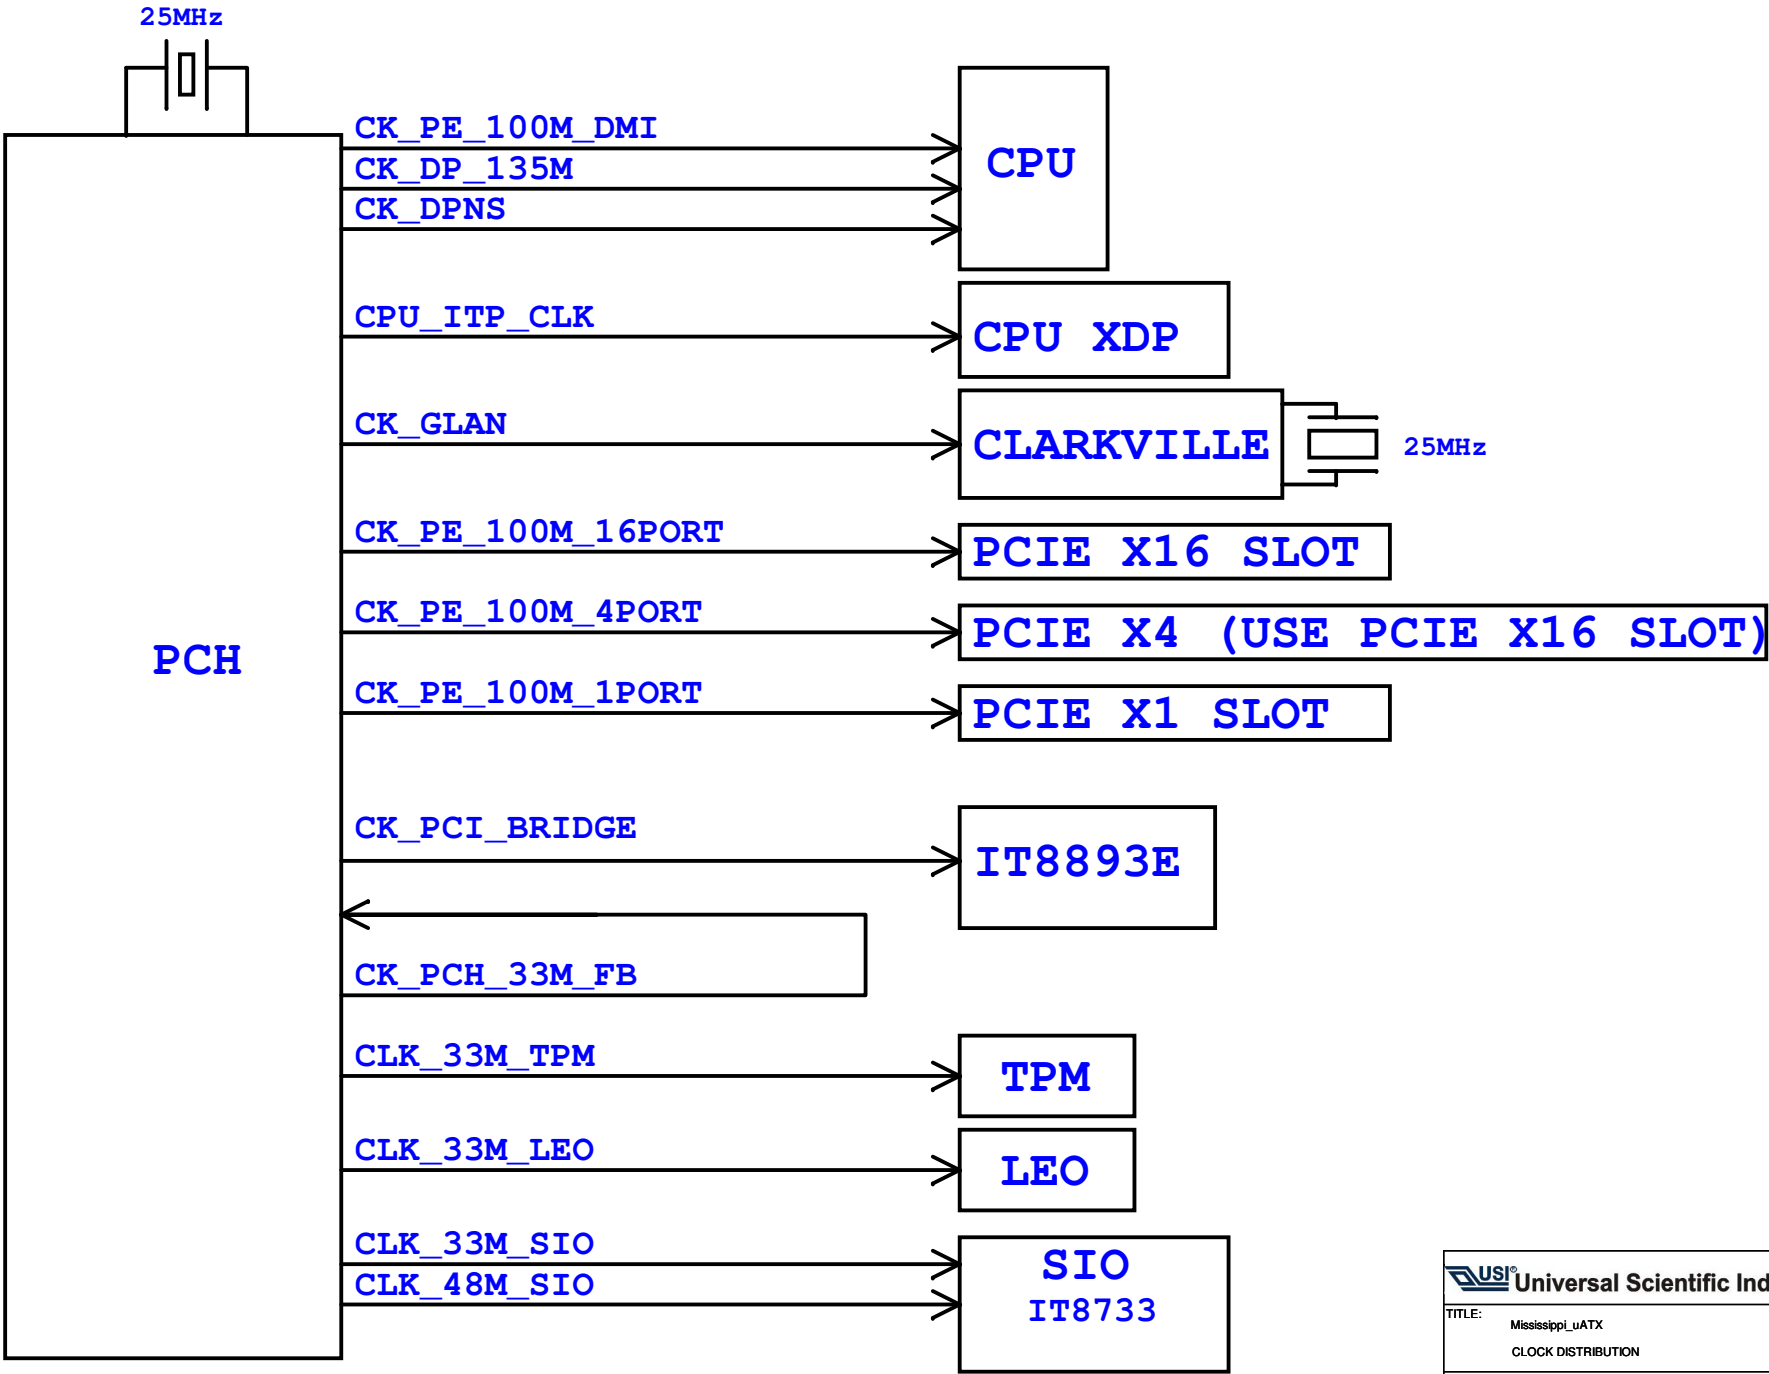 25MHz
CK_PE_100M_DMI
CK_DP_135M
CK_DPNS
CPU
CPU_ITP_CLK
CPU XDP
CK_GLAN
CLARKVILLE
25MHz
CK_PE_100M_16PORT
PCIE X16 SLOT
CK_PE_100M_4PORT
PCIE X4 (USE PCIE X16 SLOT)
PCH
CK_PE_100M_1PORT
PCIE X1 SLOT
CK_PCI_BRIDGE
IT8893E
CK_PCH_33M_FB
CLK_33M_TPM
TPM
CLK_33M_LEO
LEO
CLK_33M_SIO
CLK_48M_SIO
SIO
IT8733
USI® Universal Scientific Ind
TITLE:
Mississippi_uATX
CLOCK DISTRIBUTION